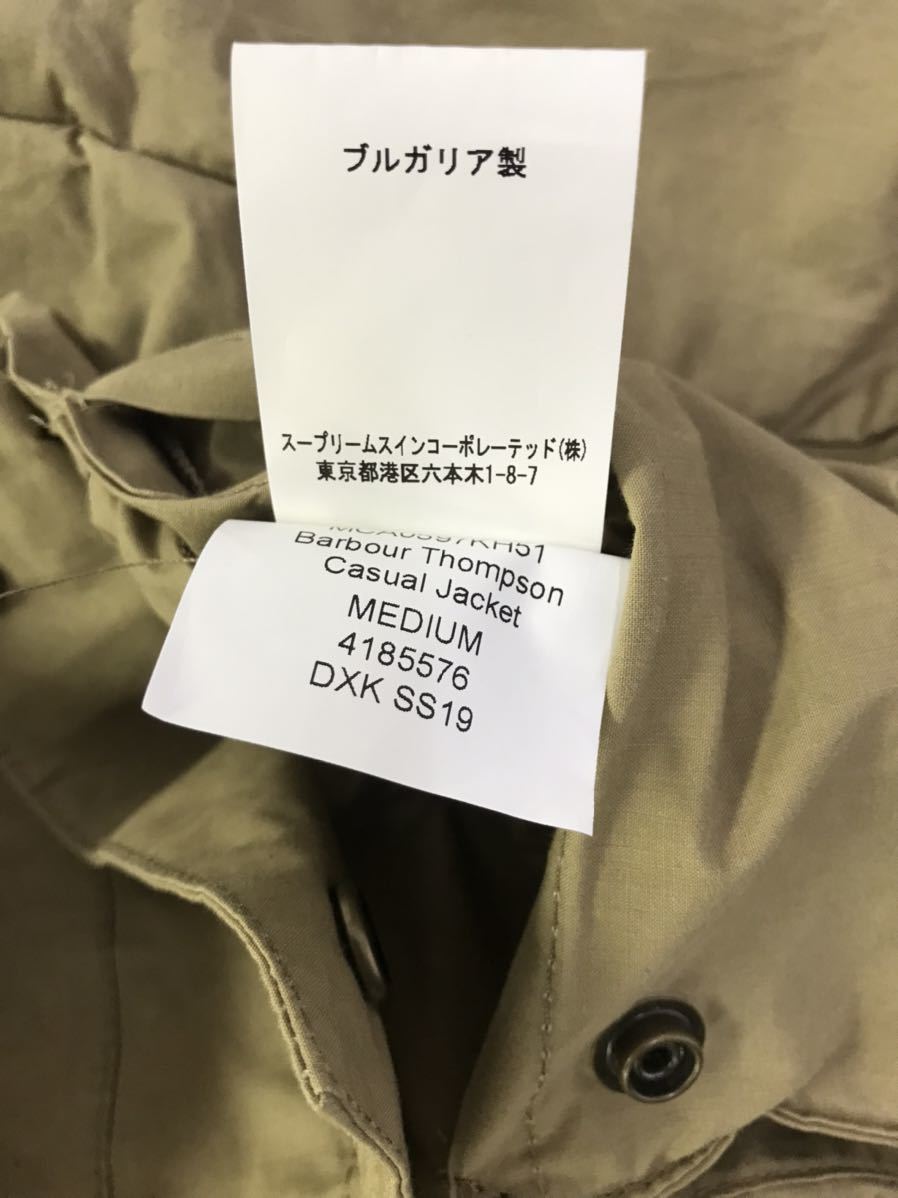 ブルガリア製
スープリームスインコーポレーテッド(株)
東京都港区六本木1-8-7
Barbour Thompson
Casual Jacket
MEDIUM
4185576
DXK SS19